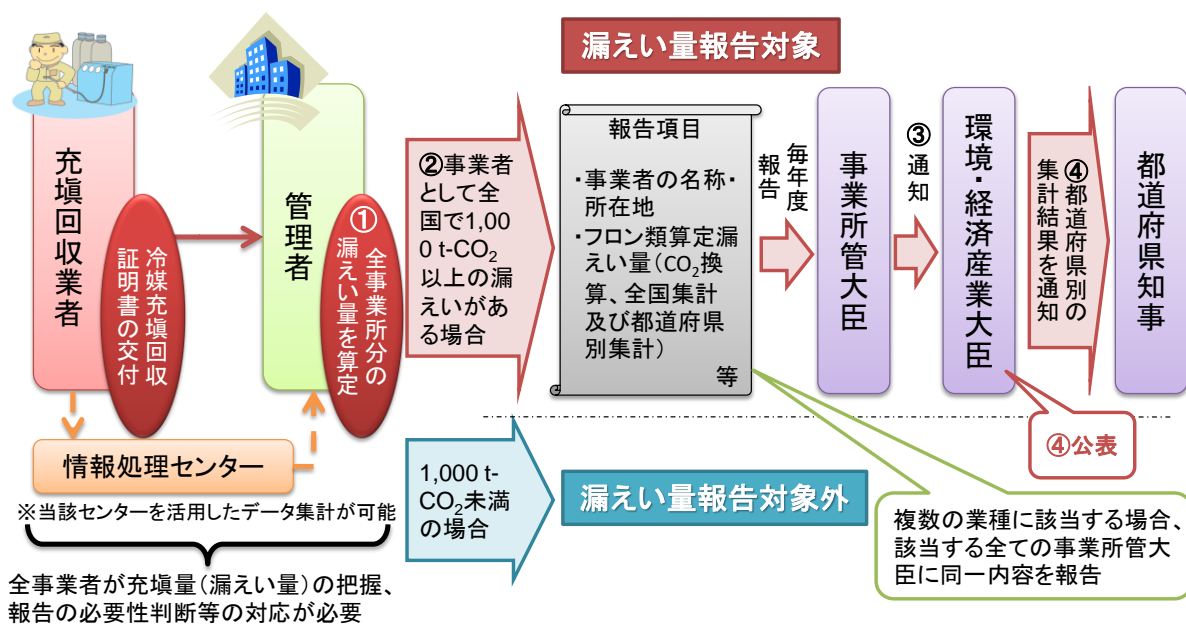 漏えい量報告対象
充填回収業者
冷媒充填回収
証明書の交付
管理者
①全事業所分の
漏えい量を算定
②事業者
として全
国で1,00
0 t-CO₂
以上の漏
えいがあ
る場合
報告項目
・事業者の名称・
所在地
・フロン類算定漏
えい量(CO₂換
算、全国集計
及び都道府県
別集計)
等
毎年度
報告
事業所管大臣
③通知
環境・経済産業大臣
④都道府県別の
集計結果を通知
都道府県知事
④公表
情報処理センター
※当該センターを活用したデータ集計が可能
全事業者が充填量(漏えい量)の把握、
報告の必要性判断等の対応が必要
1,000 t-
CO₂未満
の場合
漏えい量報告対象外
複数の業種に該当する場合、
該当する全ての事業所管大
臣に同一内容を報告